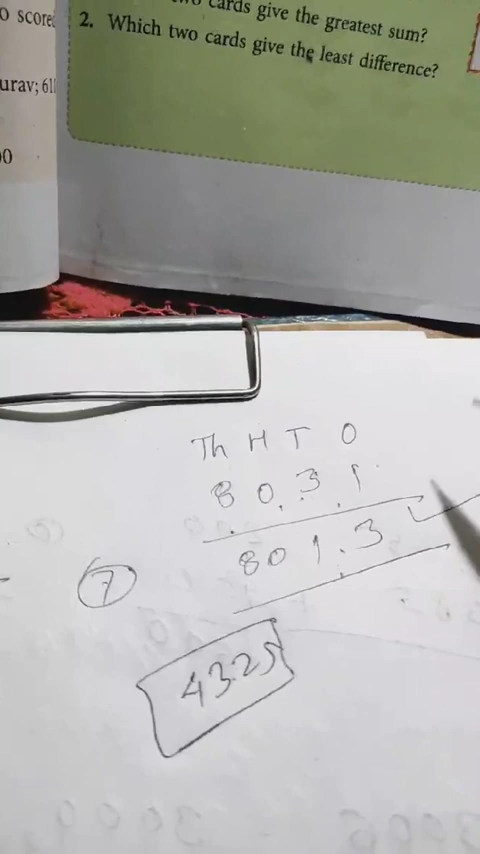 cards give the greatest sum?
2. Which two cards give the least difference?
o score
urav; 61
00
Th H T O
8 0 3 1
8 0 1 3
7
4325